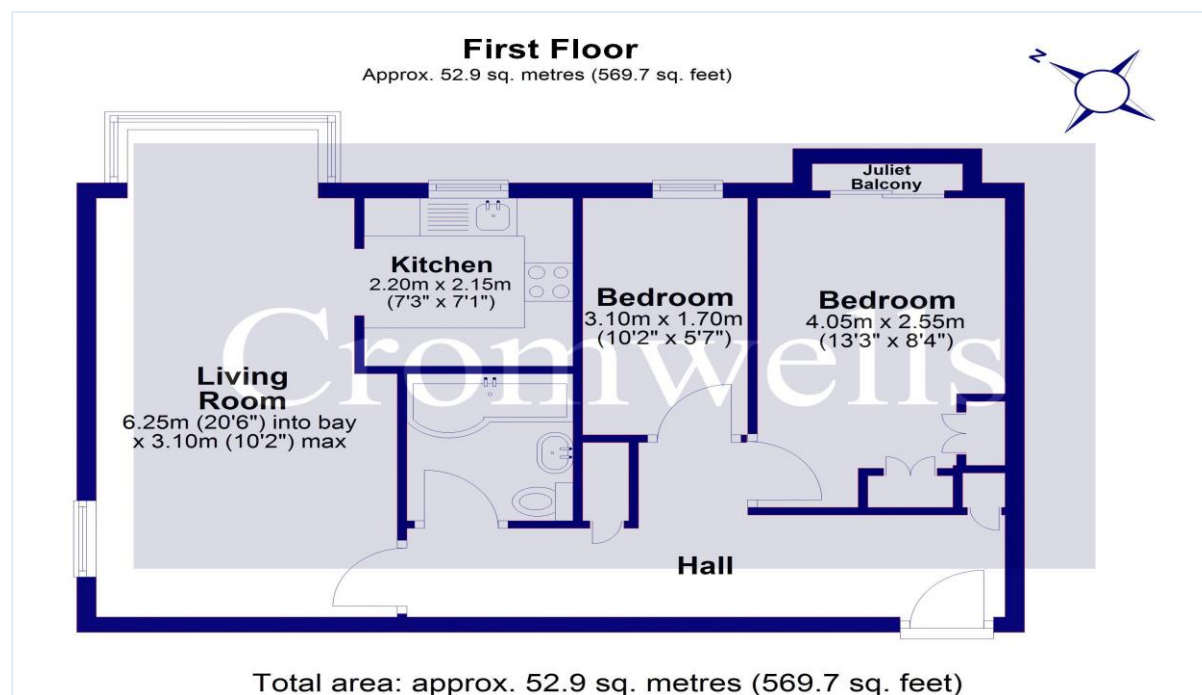 First Floor
Approx. 52.9 sq. metres (569.7 sq. feet)
N
Juliet
Balcony
Kitchen
2.20m x 2.15m
(7'3" x 7'1")
Bedroom
3.10m x 1.70m
(10'2" x 5'7")
Bedroom
4.05m x 2.55m
(13'3" x 8'4")
Cromwells
Living
Room
6.25m (20'6") into bay
x 3.10m (10'2") max
Hall
Total area: approx. 52.9 sq. metres (569.7 sq. feet)